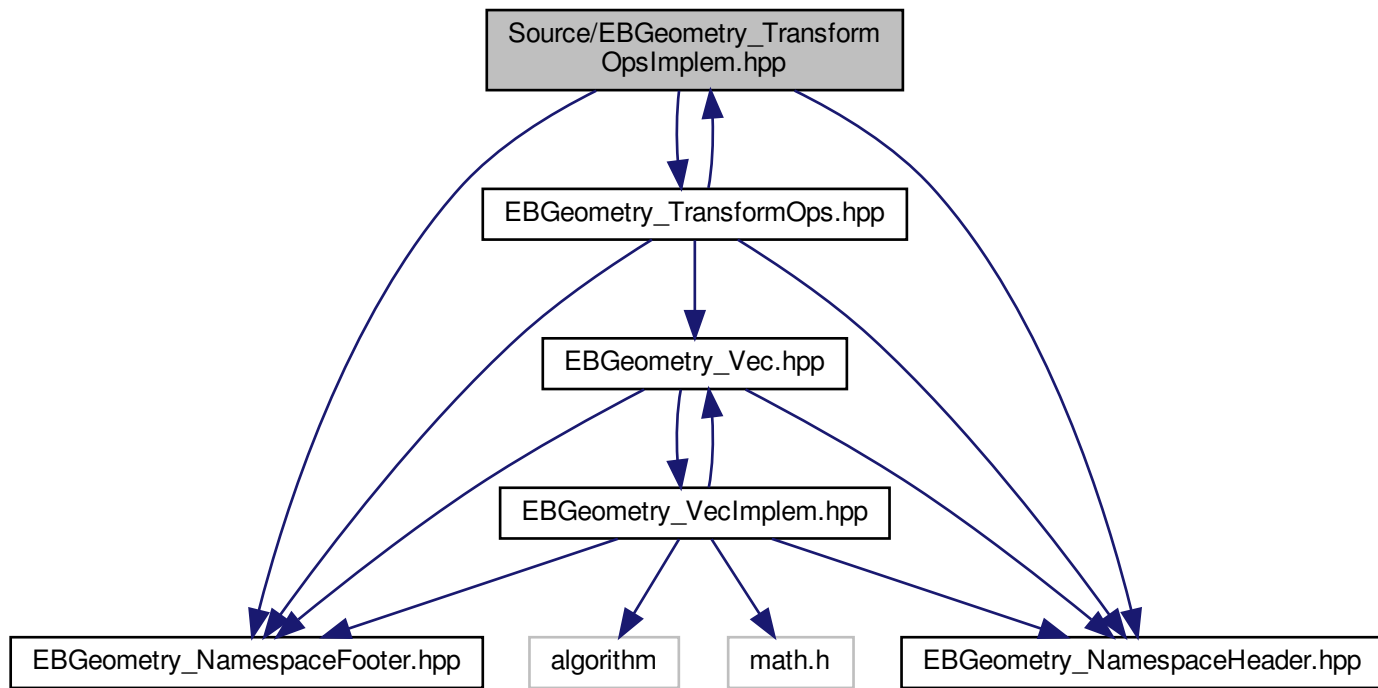 Source/EBGeometry_Transform
OpsImplem.hpp
EBGeometry_TransformOps.hpp
EBGeometry_Vec.hpp
EBGeometry_VecImplem.hpp
EBGeometry_NamespaceFooter.hpp
algorithm
math.h
EBGeometry_NamespaceHeader.hpp